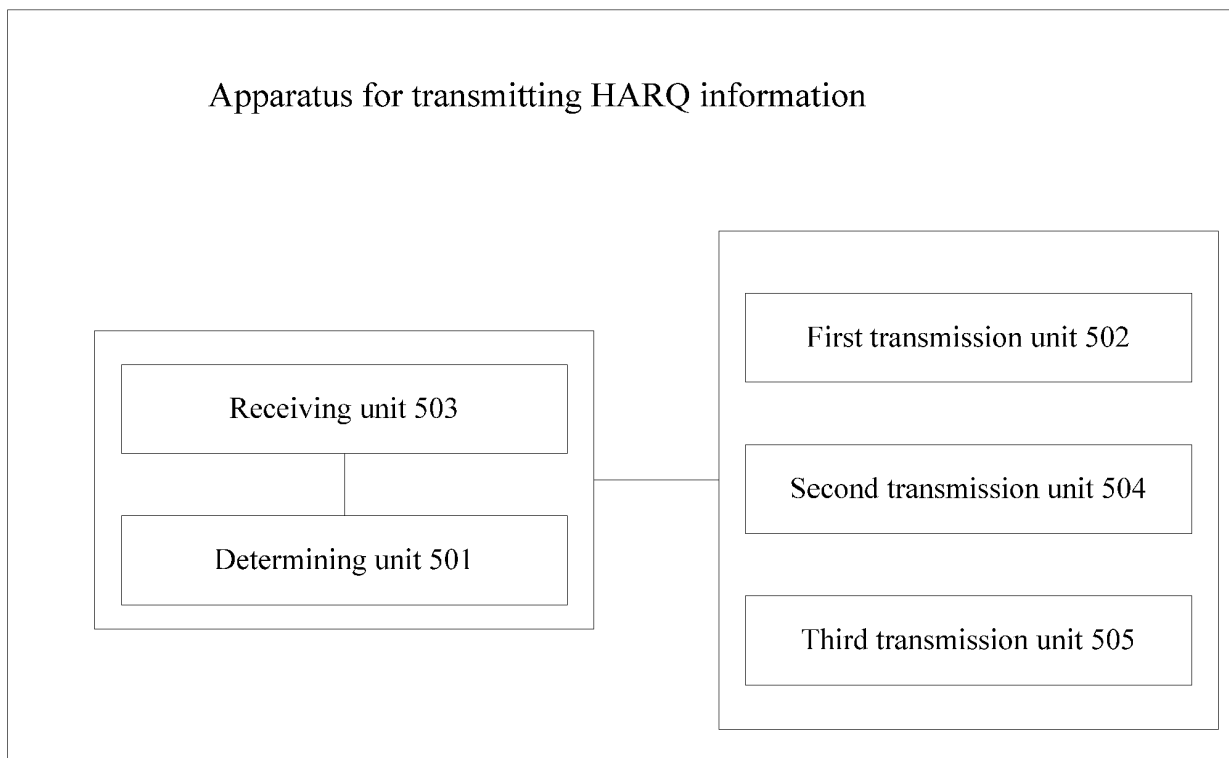 Apparatus for transmitting HARQ information
Receiving unit 503
Determining unit 501
First transmission unit 502
Second transmission unit 504
Third transmission unit 505